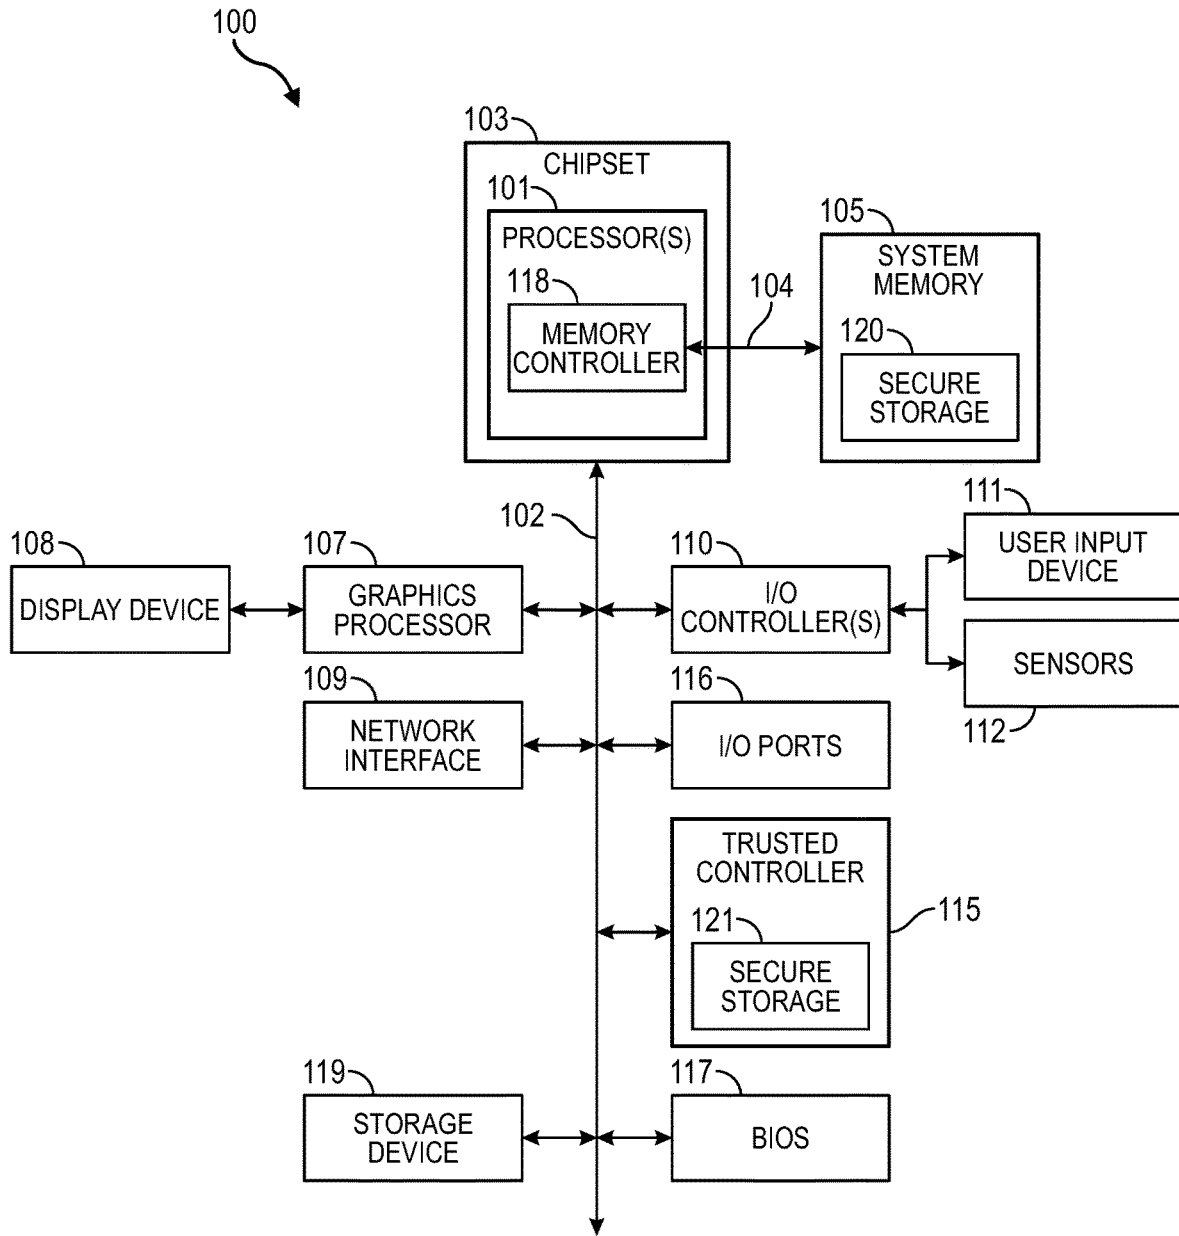 100
103
CHIPSET
101
PROCESSOR(S)
118
MEMORY
CONTROLLER
104
105
SYSTEM
MEMORY
120
SECURE
STORAGE
102
108
DISPLAY DEVICE
107
GRAPHICS
PROCESSOR
110
I/O
CONTROLLER(S)
111
USER INPUT
DEVICE
SENSORS
112
109
NETWORK
INTERFACE
116
I/O PORTS
TRUSTED
CONTROLLER
115
121
SECURE
STORAGE
119
STORAGE
DEVICE
117
BIOS